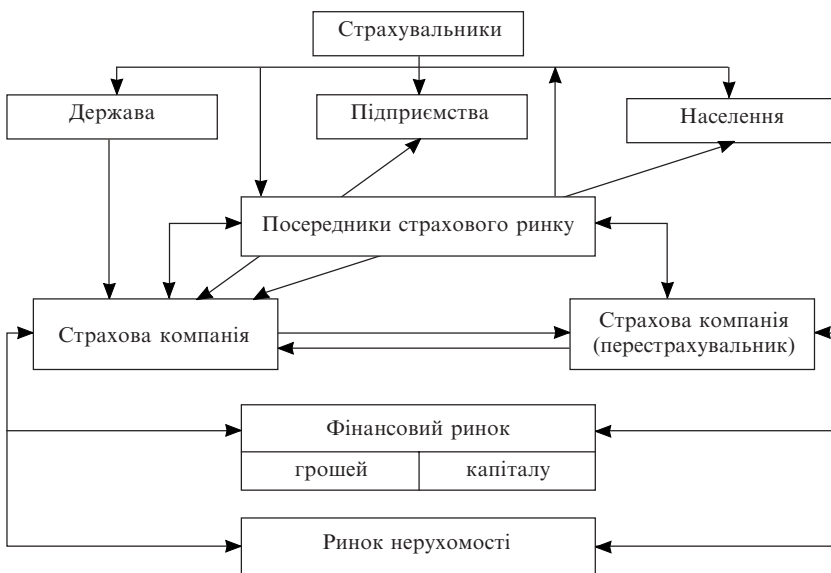 Страхувальники
Держава
Підприємства
Населення
Посередники страхового ринку
Страхова компанія
Страхова компанія
(перестрахувальник)
Фінансовий ринок
грошей
капіталу
Ринок нерухомості